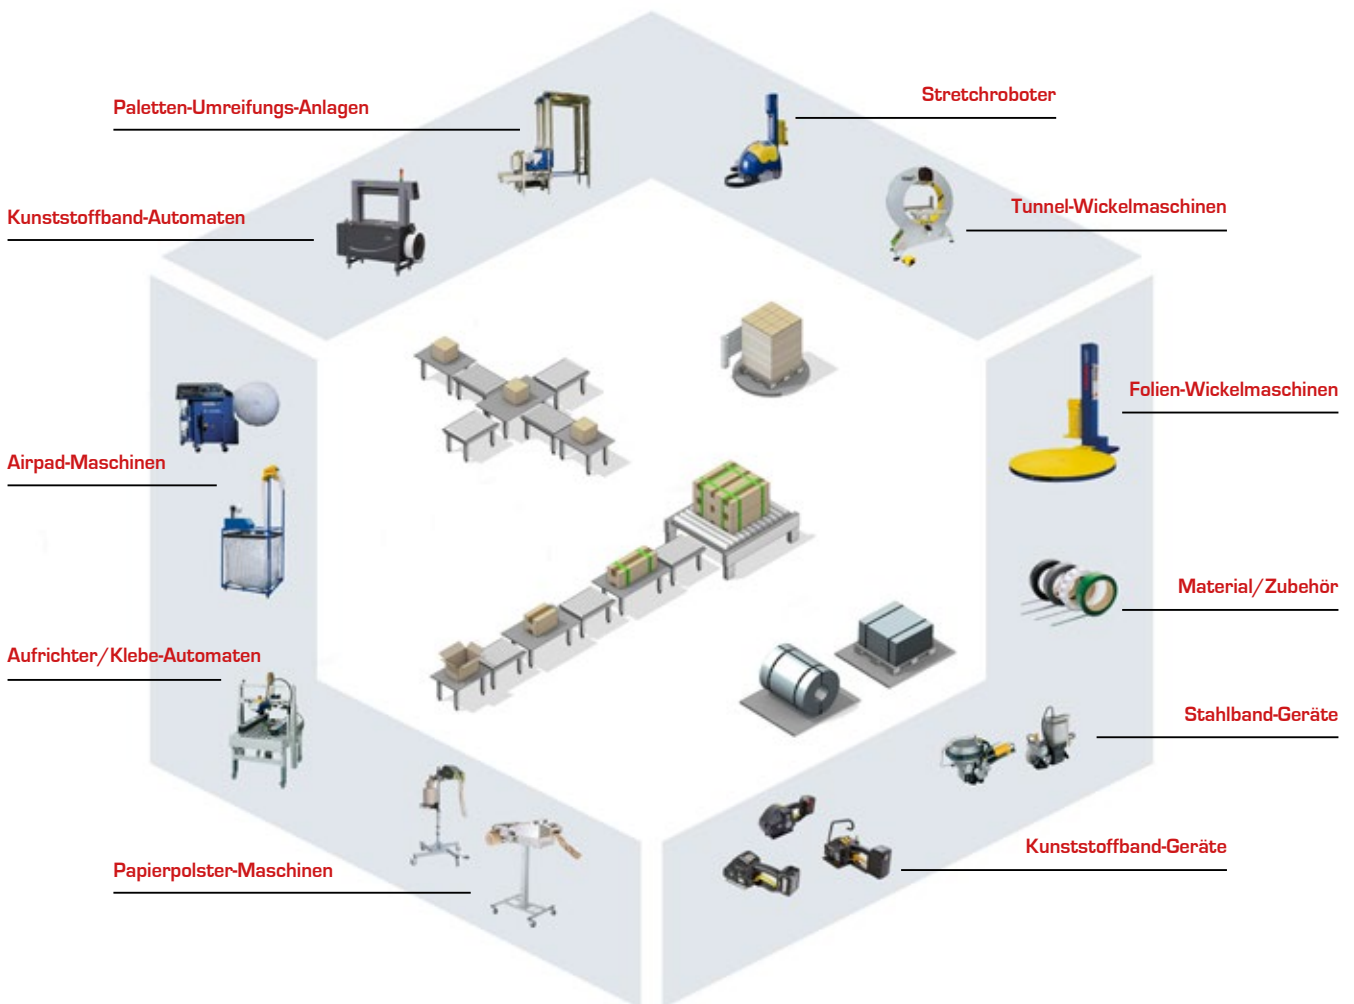 Paletten-Umreifungs-Anlagen
Stretchroboter
Kunststoffband-Automaten
Tunnel-Wickelmaschinen
Folien-Wickelmaschinen
Airpad-Maschinen
Material/Zubehör
Aufrichter/Klebe-Automaten
Stahlband-Geräte
Kunststoffband-Geräte
Papierpolster-Maschinen